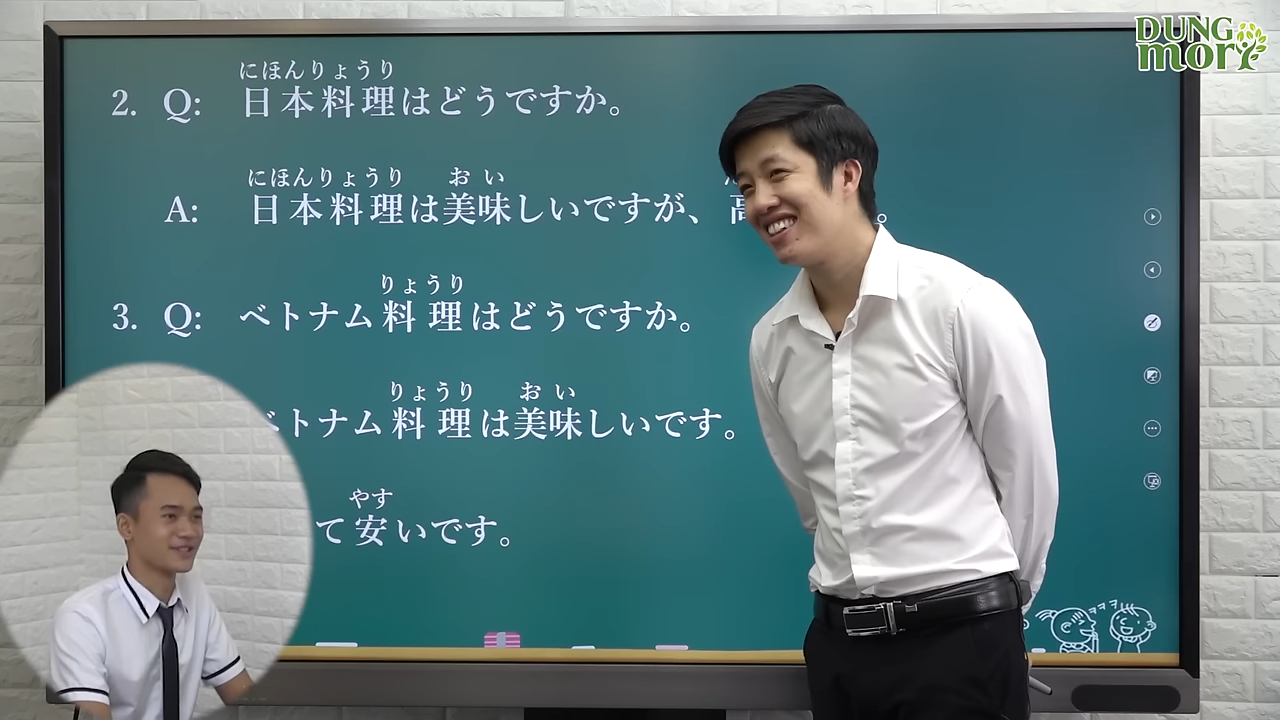 DUNG
mori
にほんりょうり
2. Q: 日本料理はどうですか。
にほんりょうり おい
A: 日本料理は美味しいですが、高
りょうり
3. Q: ベトナム料理はどうですか。
りょうり おい
ベトナム料理は美味しいです。
やす
て安いです。